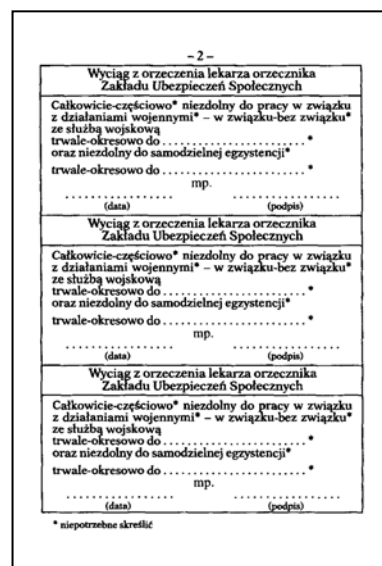 – 2 –
Wyciąg z orzeczenia lekarza orzecznika
Zakładu Ubezpieczeń Społecznych
Całkowicie-częściowo* niezdolny do pracy w związku
z działaniami wojennymi* – w związku-bez związku*
ze służbą wojskową
trwale-okresowo do . . . . . . . . . . . . . . . . . . . . . . . . *
oraz niezdolny do samodzielnej egzystencji*
trwale-okresowo do . . . . . . . . . . . . . . . . . . . . . . . . *
mp.
. . . . . . . . . . . . . . . . . . . . . . . . . . . . . .
(data) (podpis)
Wyciąg z orzeczenia lekarza orzecznika
Zakładu Ubezpieczeń Społecznych
Całkowicie-częściowo* niezdolny do pracy w związku
z działaniami wojennymi* – w związku-bez związku*
ze służbą wojskową
trwale-okresowo do . . . . . . . . . . . . . . . . . . . . . . . . *
oraz niezdolny do samodzielnej egzystencji*
trwale-okresowo do . . . . . . . . . . . . . . . . . . . . . . . . *
mp.
. . . . . . . . . . . . . . . . . . . . . . . . . . . . . .
(data) (podpis)
Wyciąg z orzeczenia lekarza orzecznika
Zakładu Ubezpieczeń Społecznych
Całkowicie-częściowo* niezdolny do pracy w związku
z działaniami wojennymi* – w związku-bez związku*
ze służbą wojskową
trwale-okresowo do . . . . . . . . . . . . . . . . . . . . . . . . *
oraz niezdolny do samodzielnej egzystencji*
trwale-okresowo do . . . . . . . . . . . . . . . . . . . . . . . . *
mp.
. . . . . . . . . . . . . . . . . . . . . . . . . . . . . .
(data) (podpis)
* niepotrzebne skreślić